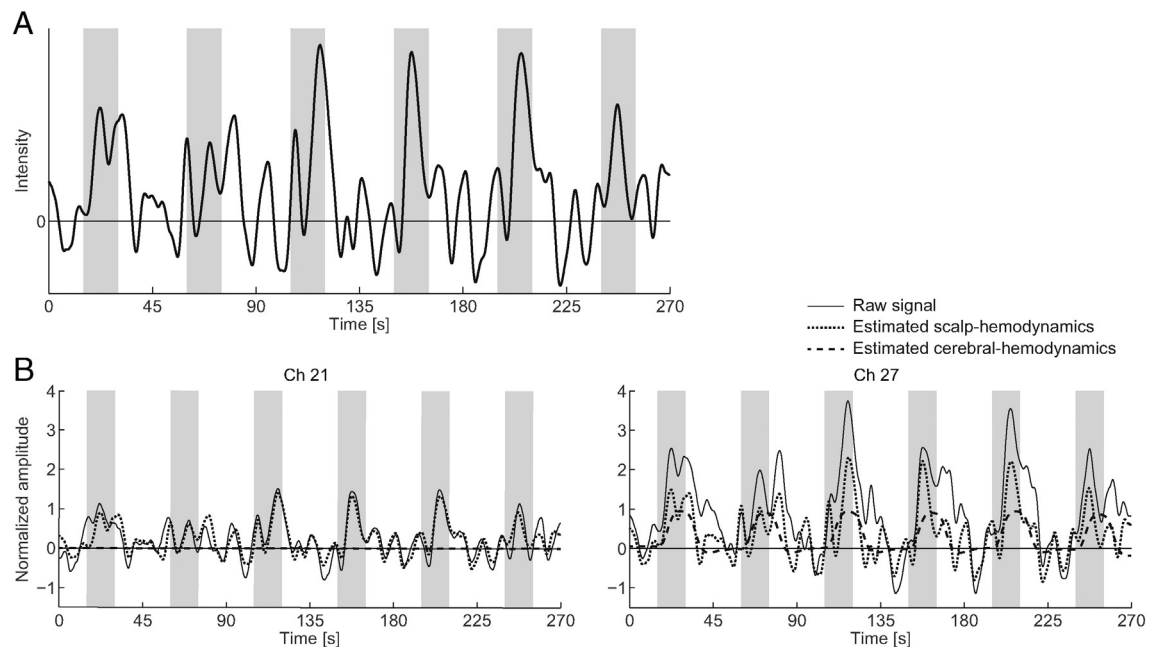 A
Intensity
0
0 45 90 135 180 225 270
Time [s]
Raw signal
Estimated scalp-hemodynamics
Estimated cerebral-hemodynamics
B
Ch 21
Normalized amplitude
4
3
2
1
0
−1
0 45 90 135 180 225 270
Time [s]
Ch 27
4
3
2
1
0
−1
0 45 90 135 180 225 270
Time [s]